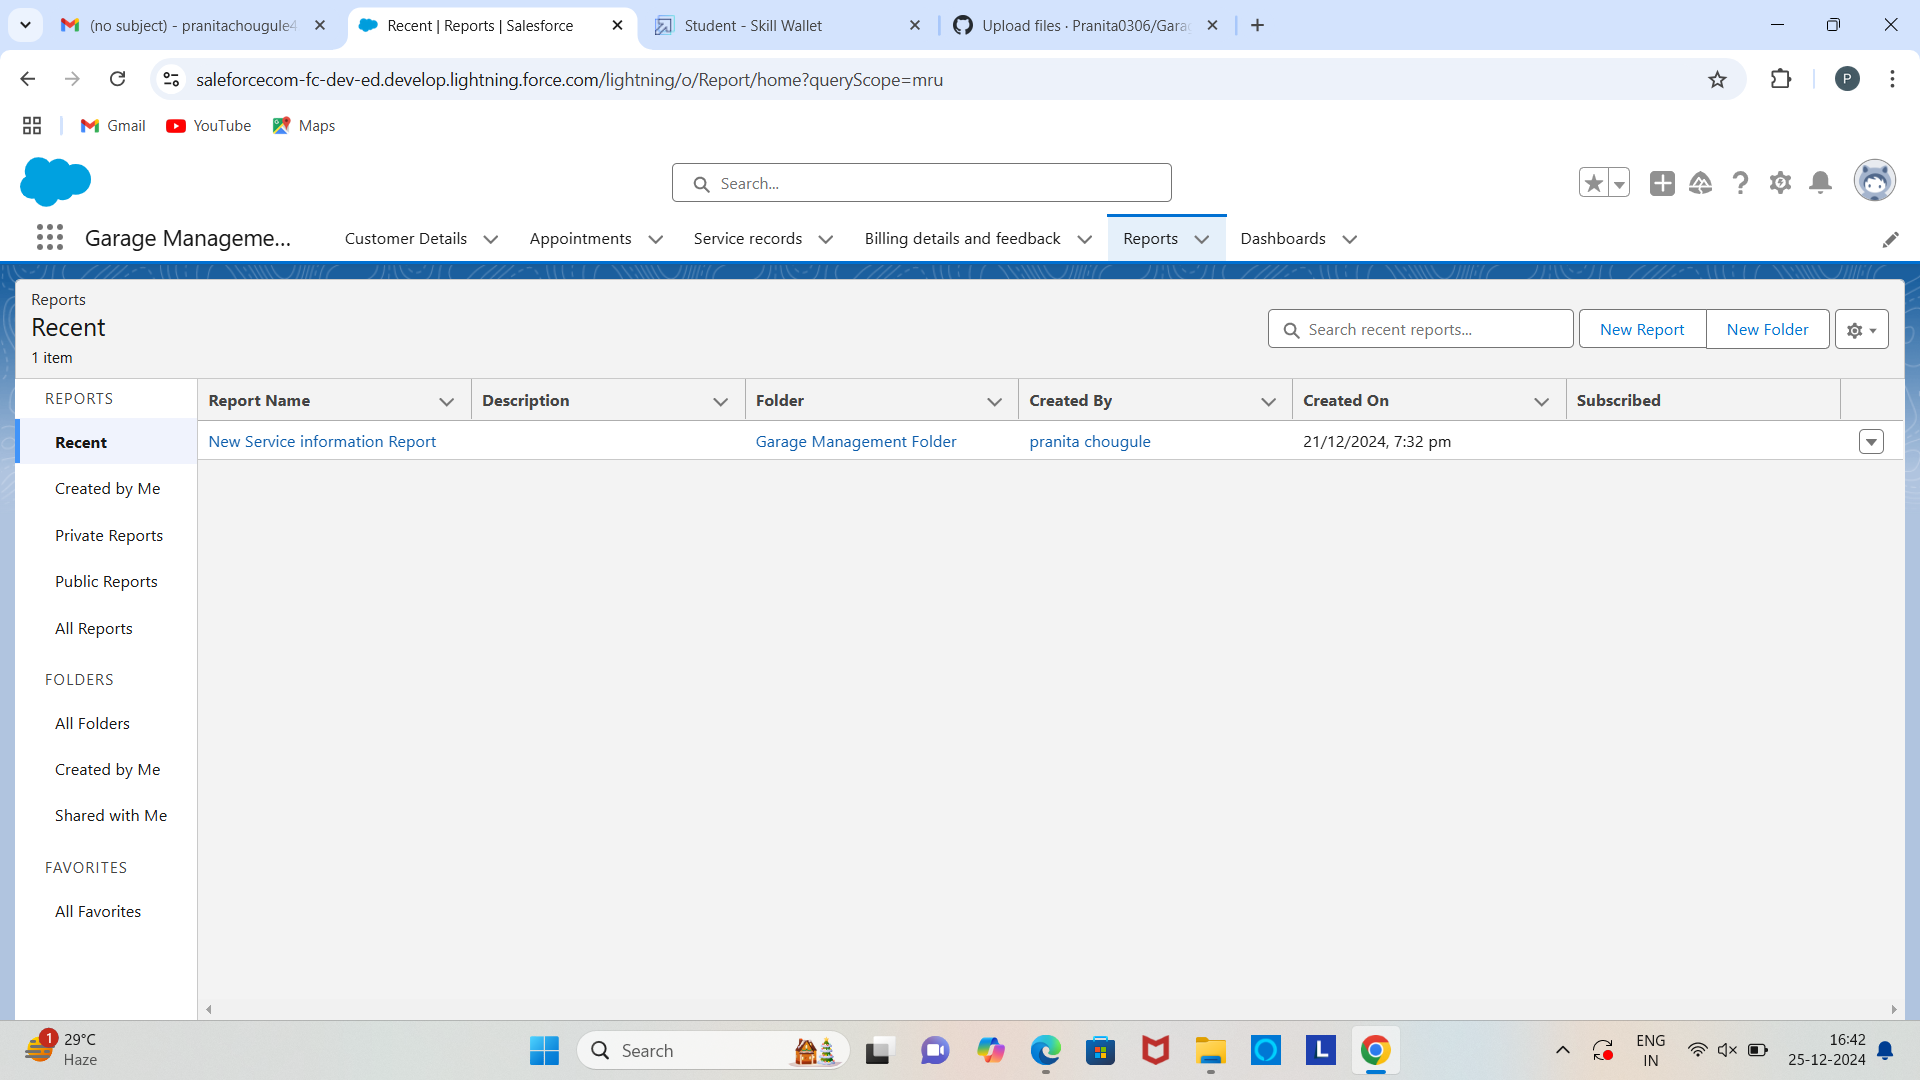 (no subject) - pranitachougule4
Recent | Reports | Salesforce
Student - Skill Wallet
Upload files · Pranita0306/Garag
saleforcecom-fc-dev-ed.develop.lightning.force.com/lightning/o/Report/home?queryScope=mru
P
Gmail
YouTube
Maps
Search...
Garage Manageme...
Customer Details
Appointments
Service records
Billing details and feedback
Reports
Dashboards
Reports
Recent
1 item
Search recent reports...
New Report
New Folder
REPORTS
Recent
Created by Me
Private Reports
Public Reports
All Reports
FOLDERS
All Folders
Created by Me
Shared with Me
FAVORITES
All Favorites
Report Name
Description
Folder
Created By
Created On
Subscribed
New Service information Report
Garage Management Folder
pranita chougule
21/12/2024, 7:32 pm
1
29°C
Haze
Search
L
ENG
IN
16:42
25-12-2024